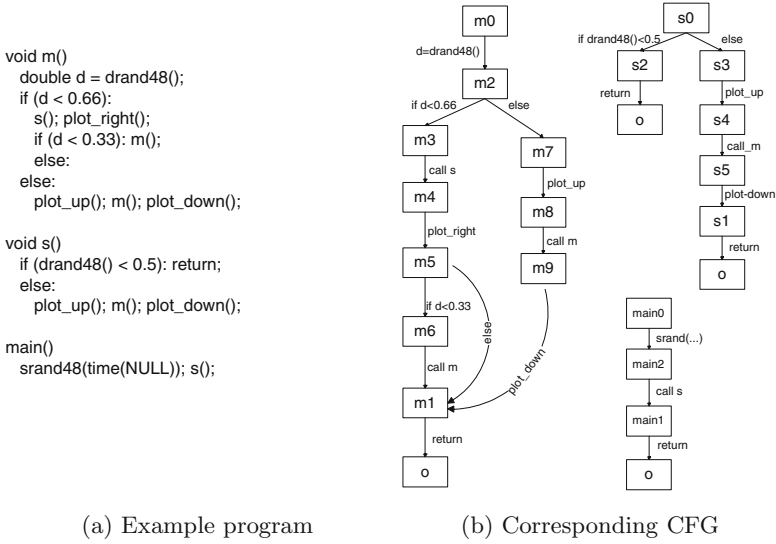 void m()
double d = drand48();
if (d < 0.66):
s(); plot_right();
if (d < 0.33): m();
else:
else:
plot_up(); m(); plot_down();
void s()
if (drand48() < 0.5): return;
else:
plot_up(); m(); plot_down();
main()
srand48(time(NULL)); s();
m0
d=drand48()
m2
if d<0.66
else
m3
call s
m4
plot_right
m5
if d<0.33
else
m6
call m
m1
return
o
m7
plot_up
m8
call m
m9
plot_down
s0
if drand48()<0.5
else
s2
return
o
s3
plot_up
s4
call_m
s5
plot-down
s1
return
o
main0
srand(...)
main2
call s
main1
return
o
(a) Example program
(b) Corresponding CFG